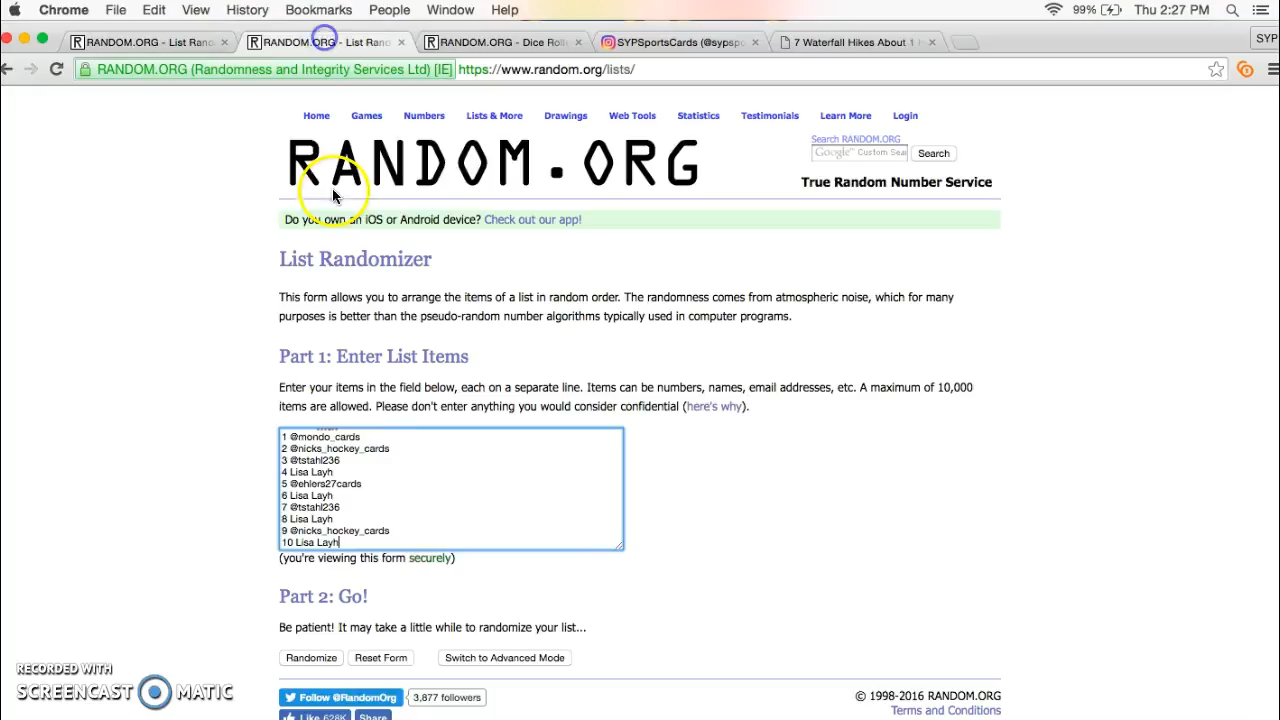 Chrome File Edit View History Bookmarks People Window Help 99% Thu 2:27 PM
RANDOM.ORG - List Rand RANDOM.ORG - List Rand RANDOM.ORG - Dice Rolle SYPSportsCards (@sypspo 7 Waterfall Hikes About 1 SYP
RANDOM.ORG (Randomness and Integrity Services Ltd) [IE] https://www.random.org/lists/
Home Games Numbers Lists & More Drawings Web Tools Statistics Testimonials Learn More Login
RANDOM.ORG
Search RANDOM.ORG
Google™ Custom Sea Search
True Random Number Service
Do you own an iOS or Android device? Check out our app!
List Randomizer
This form allows you to arrange the items of a list in random order. The randomness comes from atmospheric noise, which for many
purposes is better than the pseudo-random number algorithms typically used in computer programs.
Part 1: Enter List Items
Enter your items in the field below, each on a separate line. Items can be numbers, names, email addresses, etc. A maximum of 10,000
items are allowed. Please don't enter anything you would consider confidential (here's why).
1 @mondo_cards
2 @nicks_hockey_cards
3 @tstahl236
4 Lisa Layh
5 @ehlers27cards
6 Lisa Layh
7 @tstahl236
8 Lisa Layh
9 @nicks_hockey_cards
10 Lisa Layh
(you're viewing this form securely)
Part 2: Go!
Be patient! It may take a little while to randomize your list...
Randomize Reset Form Switch to Advanced Mode
Follow @RandomOrg 3,877 followers
Like 628K Share
© 1998-2016 RANDOM.ORG
Terms and Conditions
RECORDED WITH
SCREENCAST MATIC